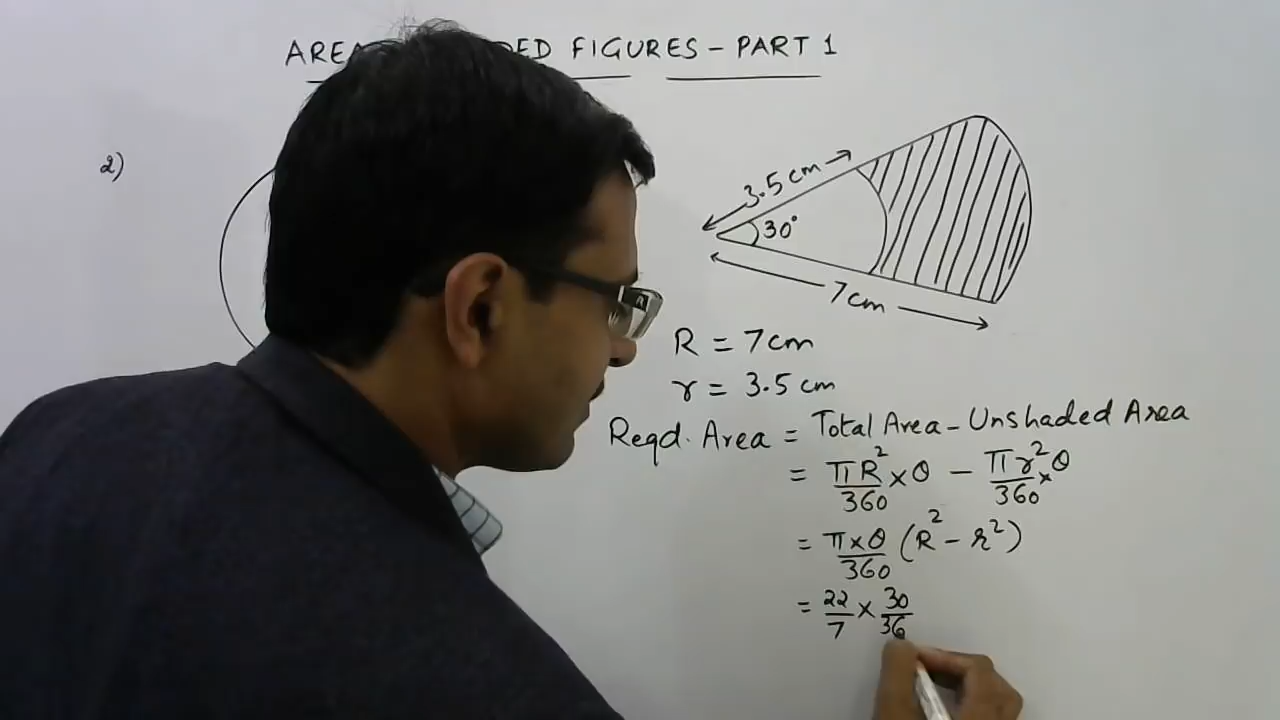 AREA ED FIGURES - PART 1
2)
3.5 cm
30°
7cm
R = 7cm
r = 3.5 cm
Reqd. Area = Total Area - Unshaded Area
= πR²/360 × θ - πr²/360 × θ
= π×θ/360 (R² - r²)
= 22/7 × 30/36